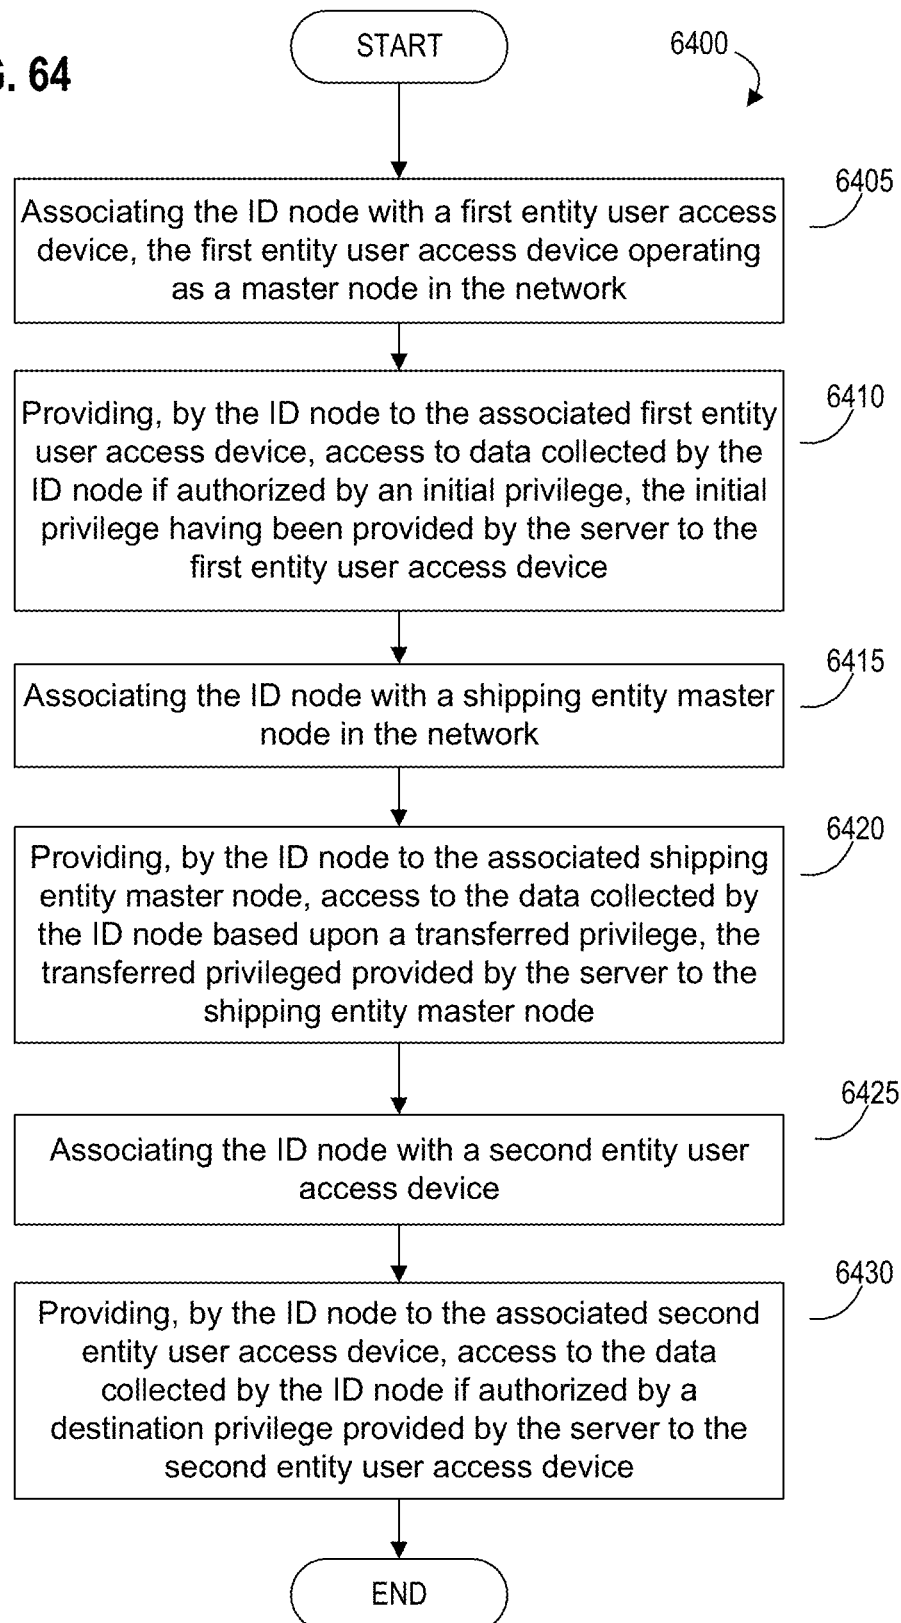 START
6400
. 64
6405
Associating the ID node with a first entity user access
device, the first entity user access device operating
as a master node in the network
6410
Providing, by the ID node to the associated first entity
user access device, access to data collected by the
ID node if authorized by an initial privilege, the initial
privilege having been provided by the server to the
first entity user access device
6415
Associating the ID node with a shipping entity master
node in the network
6420
Providing, by the ID node to the associated shipping
entity master node, access to the data collected by
the ID node based upon a transferred privilege, the
transferred privileged provided by the server to the
shipping entity master node
6425
Associating the ID node with a second entity user
access device
6430
Providing, by the ID node to the associated second
entity user access device, access to the data
collected by the ID node if authorized by a
destination privilege provided by the server to the
second entity user access device
END